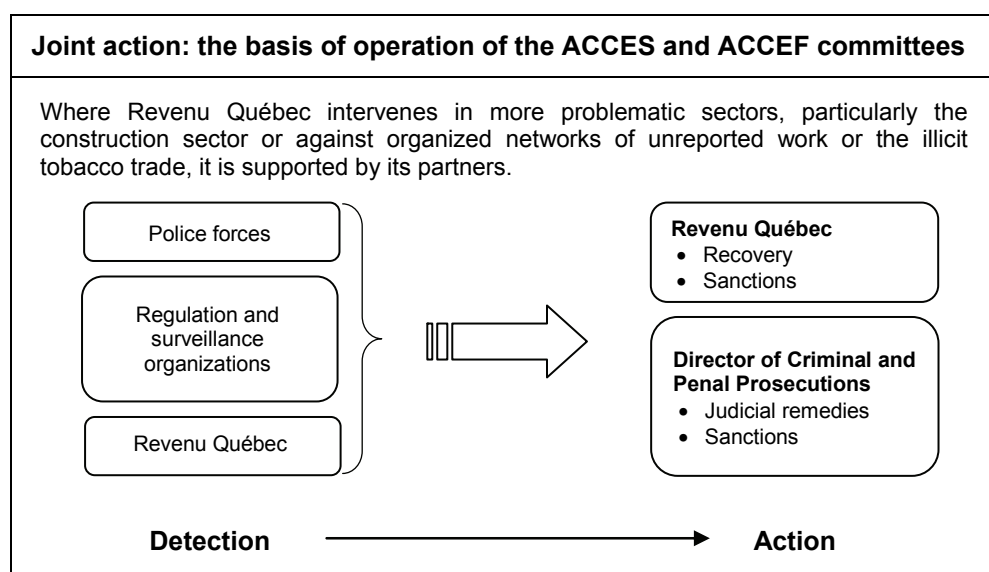 Joint action: the basis of operation of the ACCES and ACCEF committees
Where Revenu Québec intervenes in more problematic sectors, particularly the
construction sector or against organized networks of unreported work or the illicit
tobacco trade, it is supported by its partners.
Police forces
Regulation and
surveillance
organizations
Revenu Québec
Revenu Québec
• Recovery
• Sanctions
Director of Criminal and
Penal Prosecutions
• Judicial remedies
• Sanctions
Detection
Action